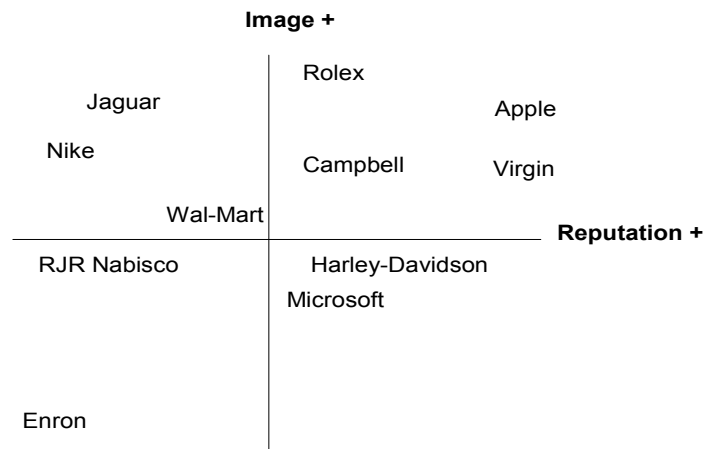 Image +
Rolex
Jaguar
Apple
Nike
Campbell
Virgin
Wal-Mart
Reputation +
RJR Nabisco
Harley-Davidson
Microsoft
Enron